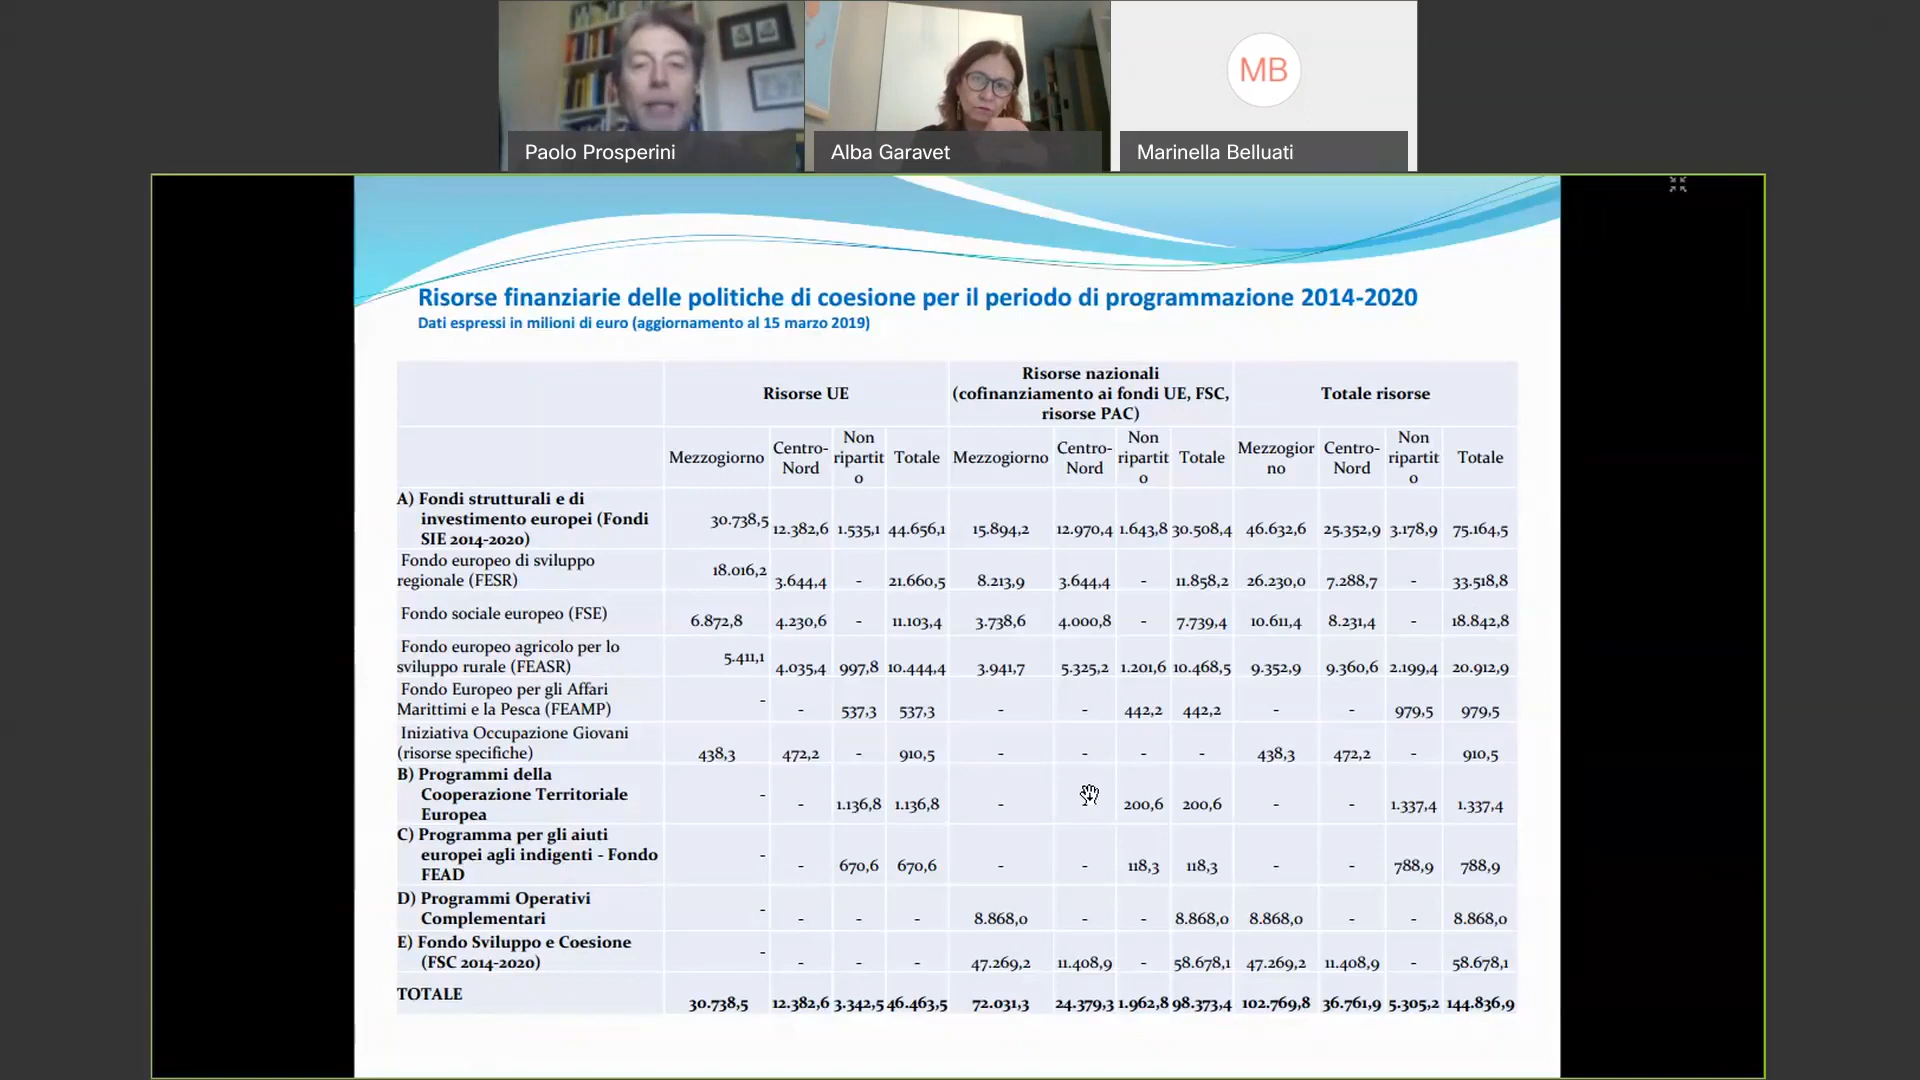 MB
Paolo Prosperini
Alba Garavet
Marinella Belluati
Risorse finanziarie delle politiche di coesione per il periodo di programmazione 2014-2020
Dati espressi in milioni di euro (aggiornamento al 15 marzo 2019)
Risorse UE
Risorse nazionali
(cofinanziamento ai fondi UE, FSC,
risorse PAC)
Totale risorse
Mezzogiorno
Centro-
Nord
Non
ripartit
o
Totale
Mezzogiorno
Centro-
Nord
Non
ripartit
o
Totale
Mezzogior
no
Centro-
Nord
Non
ripartit
o
Totale
A) Fondi strutturali e di
investimento europei (Fondi
SIE 2014-2020)
30.738,5 12.382,6 1.535,1 44.656,1 15.894,2 12.970,4 1.643,8 30.508,4 46.632,6 25.352,9 3.178,9 75.164,5
Fondo europeo di sviluppo
regionale (FESR)
18.016,2 3.644,4 - 21.660,5 8.213,9 3.644,4 - 11.858,2 26.230,0 7.288,7 - 33.518,8
Fondo sociale europeo (FSE)
6.872,8 4.230,6 - 11.103,4 3.738,6 4.000,8 - 7.739,4 10.611,4 8.231,4 - 18.842,8
Fondo europeo agricolo per lo
sviluppo rurale (FEASR)
5.411,1 4.035,4 997,8 10.444,4 3.941,7 5.325,2 1.201,6 10.468,5 9.352,9 9.360,6 2.199,4 20.912,9
Fondo Europeo per gli Affari
Marittimi e la Pesca (FEAMP)
- - 537,3 537,3 - - 442,2 442,2 - - 979,5 979,5
Iniziativa Occupazione Giovani
(risorse specifiche)
438,3 472,2 - 910,5 - - - - 438,3 472,2 - 910,5
B) Programmi della
Cooperazione Territoriale
Europea
- - 1.136,8 1.136,8 - 200,6 200,6 - - 1.337,4 1.337,4
C) Programma per gli aiuti
europei agli indigenti - Fondo
FEAD
- - 670,6 670,6 - - 118,3 118,3 - - 788,9 788,9
D) Programmi Operativi
Complementari
- - - - 8.868,0 - - 8.868,0 8.868,0 - - 8.868,0
E) Fondo Sviluppo e Coesione
(FSC 2014-2020)
- - - - 47.269,2 11.408,9 - 58.678,1 47.269,2 11.408,9 - 58.678,1
TOTALE
30.738,5 12.382,6 3.342,5 46.463,5 72.031,3 24.379,3 1.962,8 98.373,4 102.769,8 36.761,9 5.305,2 144.836,9